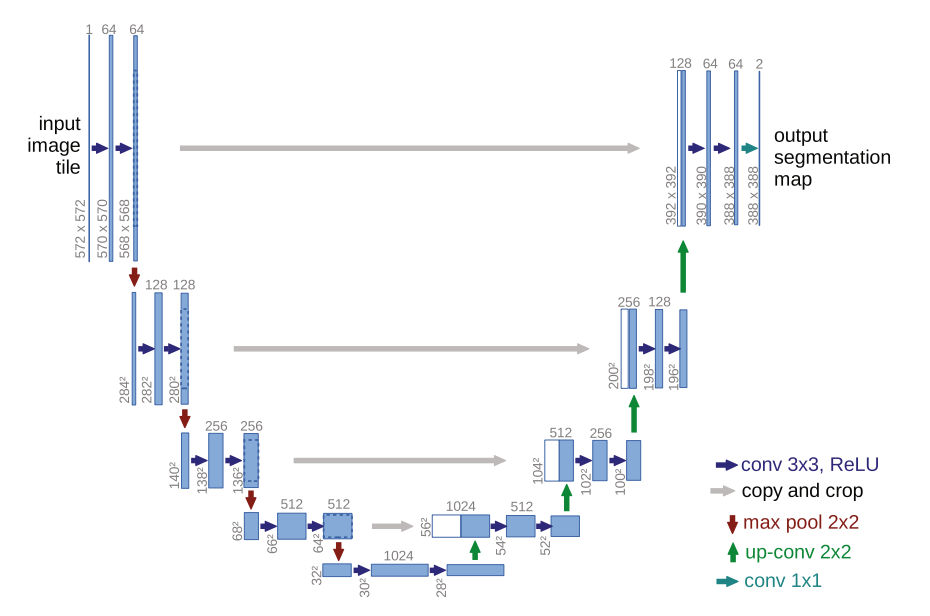 1 64 64
128 64 64 2
input
image
tile
output
segmentation
map
572 x 572
570 x 570
568 x 568
392 x 392
390 x 390
388 x 388
388 x 388
128 128
256 128
284²
282²
280²
200²
198²
196²
256 256
512 256
140²
138²
136²
104²
102²
100²
512 512
1024 512
68²
66²
64²
56²
54²
52²
1024
32²
30²
28²
conv 3x3, ReLU
copy and crop
max pool 2x2
up-conv 2x2
conv 1x1